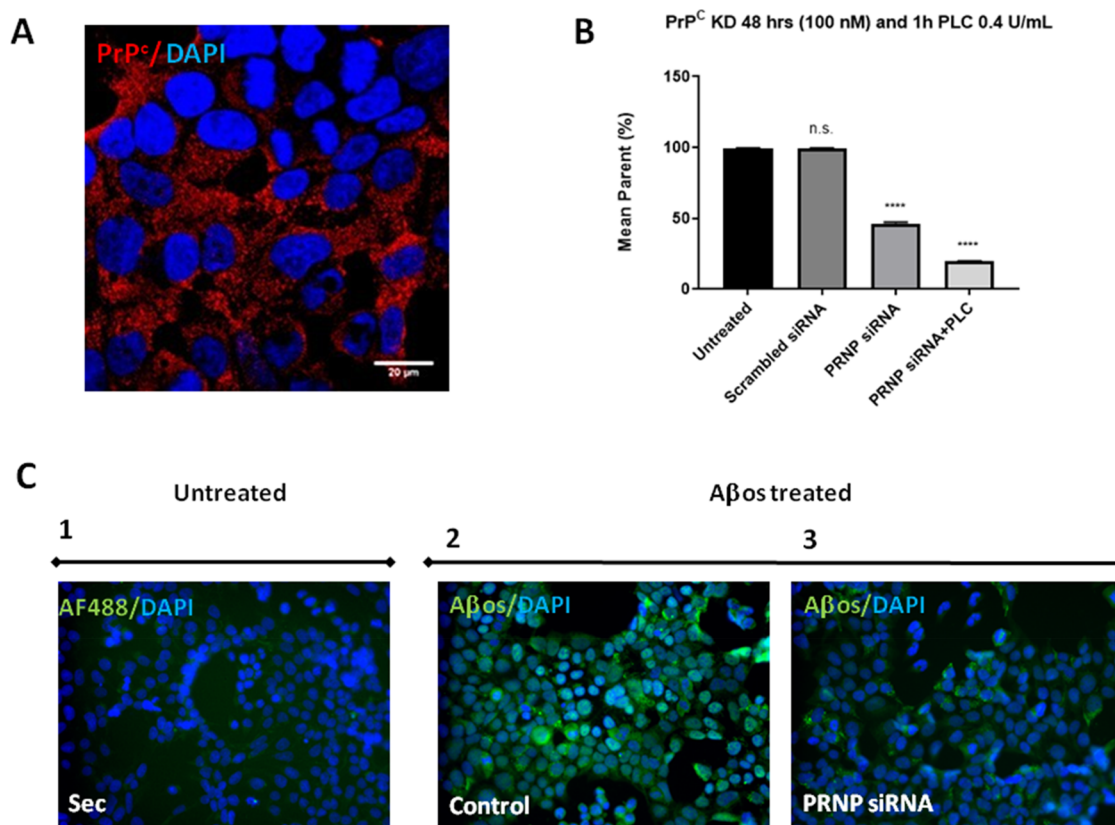 A
PrPᶜ/DAPI
20 μm
B
PrPᶜ KD 48 hrs (100 nM) and 1h PLC 0.4 U/mL
Mean Parent (%)
150
100
50
0
n.s.
****
****
Untreated
Scrambled siRNA
PRNP siRNA
PRNP siRNA+PLC
C
Untreated
Aβos treated
1
2
3
AF488/DAPI
Sec
Aβos/DAPI
Control
Aβos/DAPI
PRNP siRNA